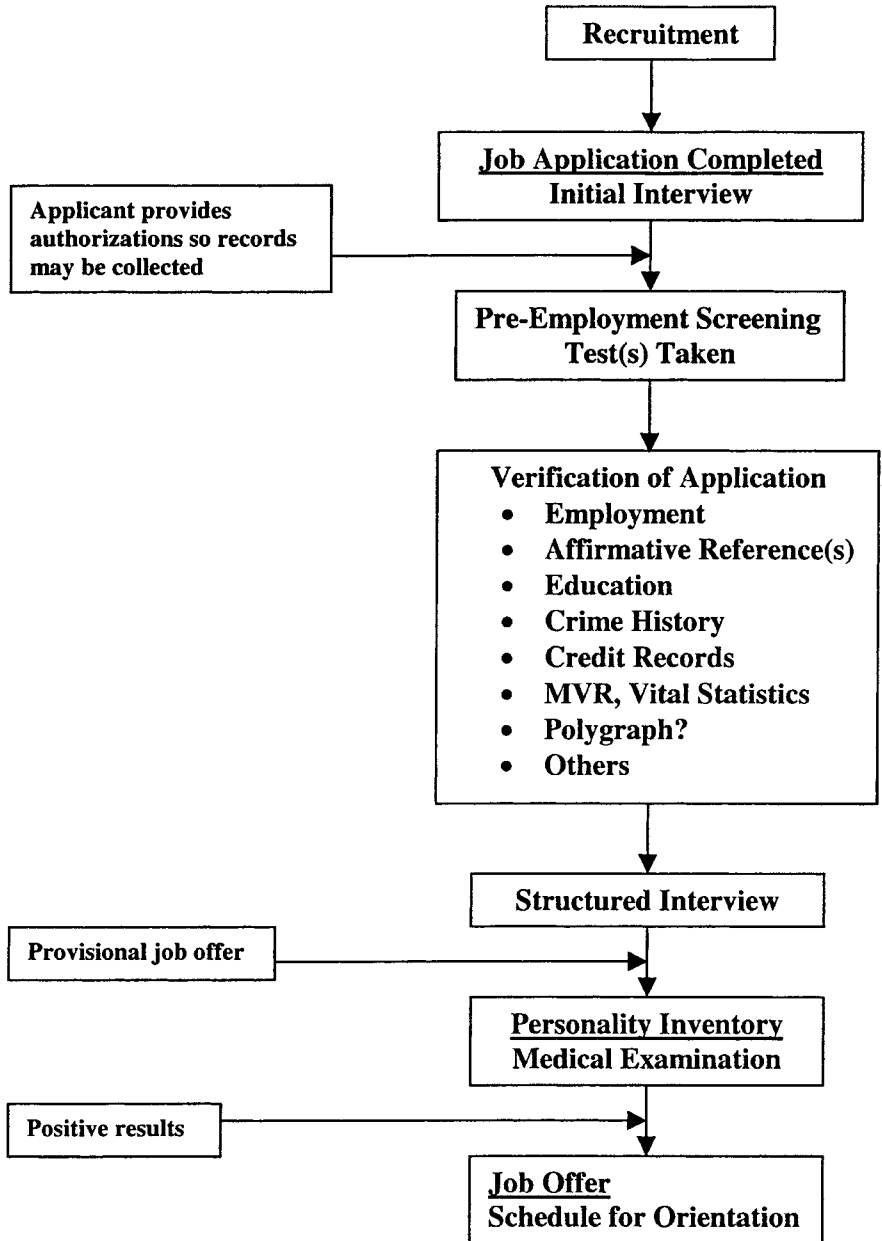 Recruitment
Job Application Completed
Initial Interview
Applicant provides
authorizations so records
may be collected
Pre-Employment Screening
Test(s) Taken
Verification of Application
• Employment
• Affirmative Reference(s)
• Education
• Crime History
• Credit Records
• MVR, Vital Statistics
• Polygraph?
• Others
Structured Interview
Provisional job offer
Personality Inventory
Medical Examination
Positive results
Job Offer
Schedule for Orientation